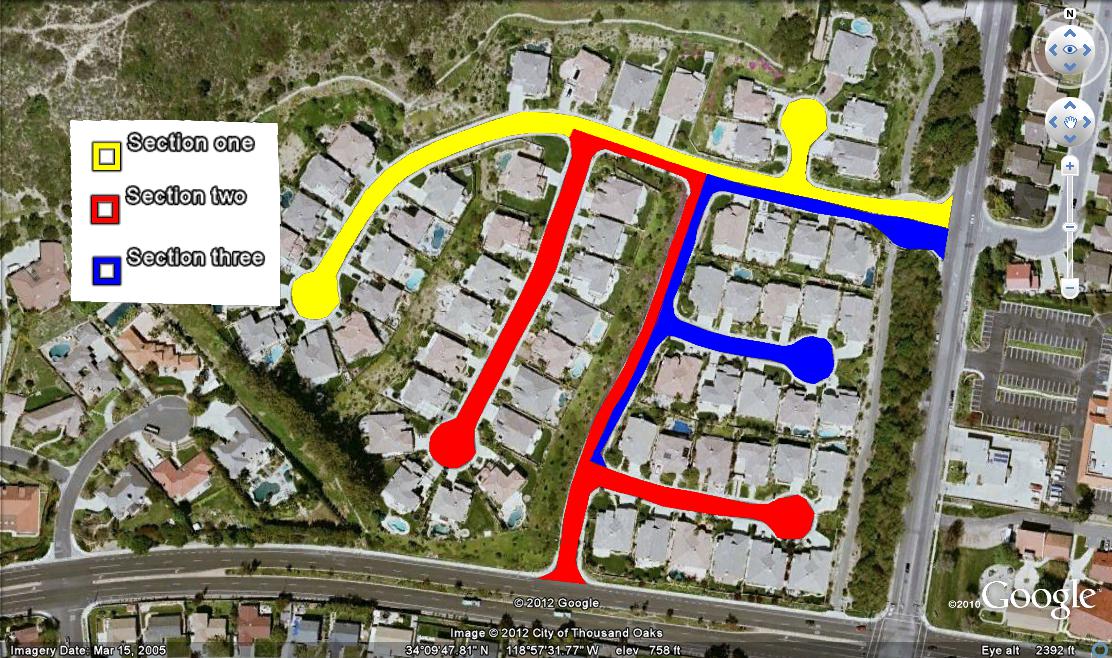 N
Section one
Section two
Section three
© 2012 Google
©2010 Google
Image © 2012 City of Thousand Oaks
Imagery Date: Mar 15, 2005 34°09'47.81" N 118°57'31.77" W elev 758 ft Eye alt 2392 ft